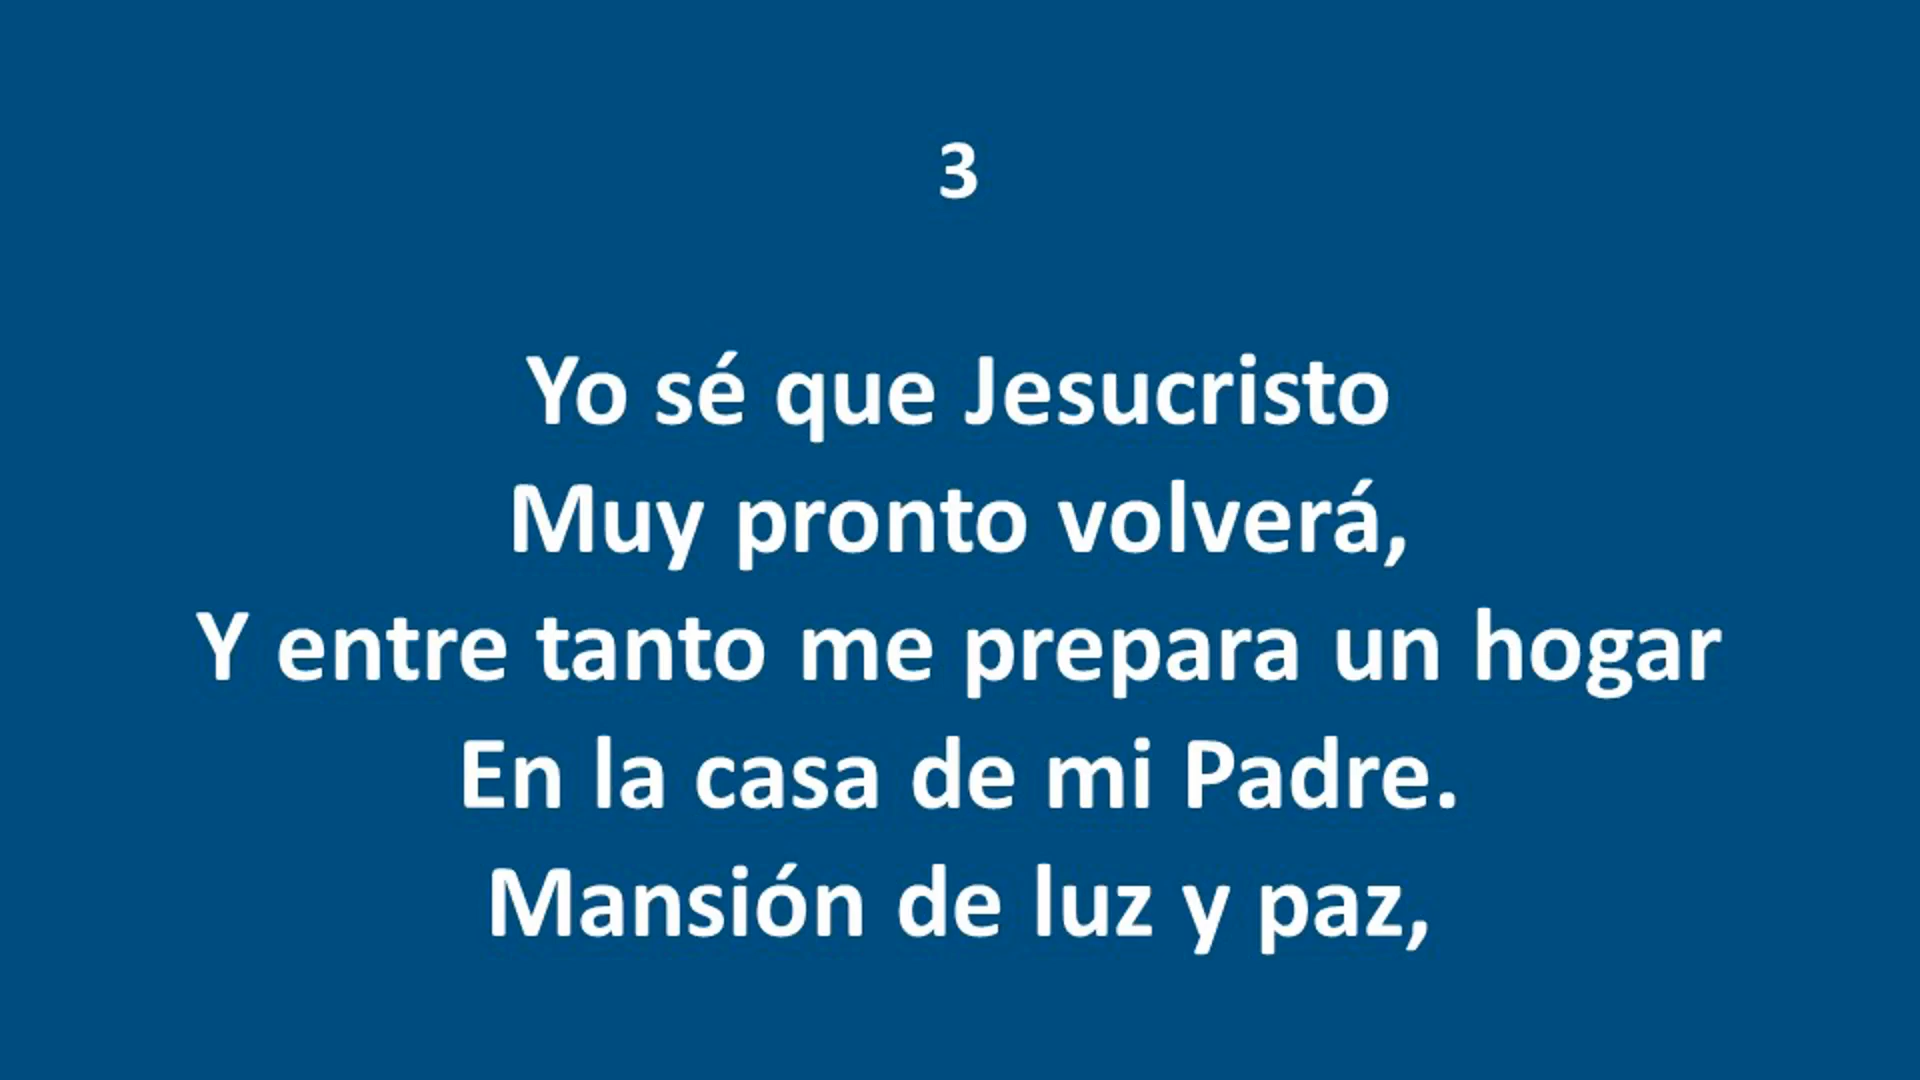 3
Yo sé que Jesucristo
Muy pronto volverá,
Y entre tanto me prepara un hogar
En la casa de mi Padre.
Mansión de luz y paz,